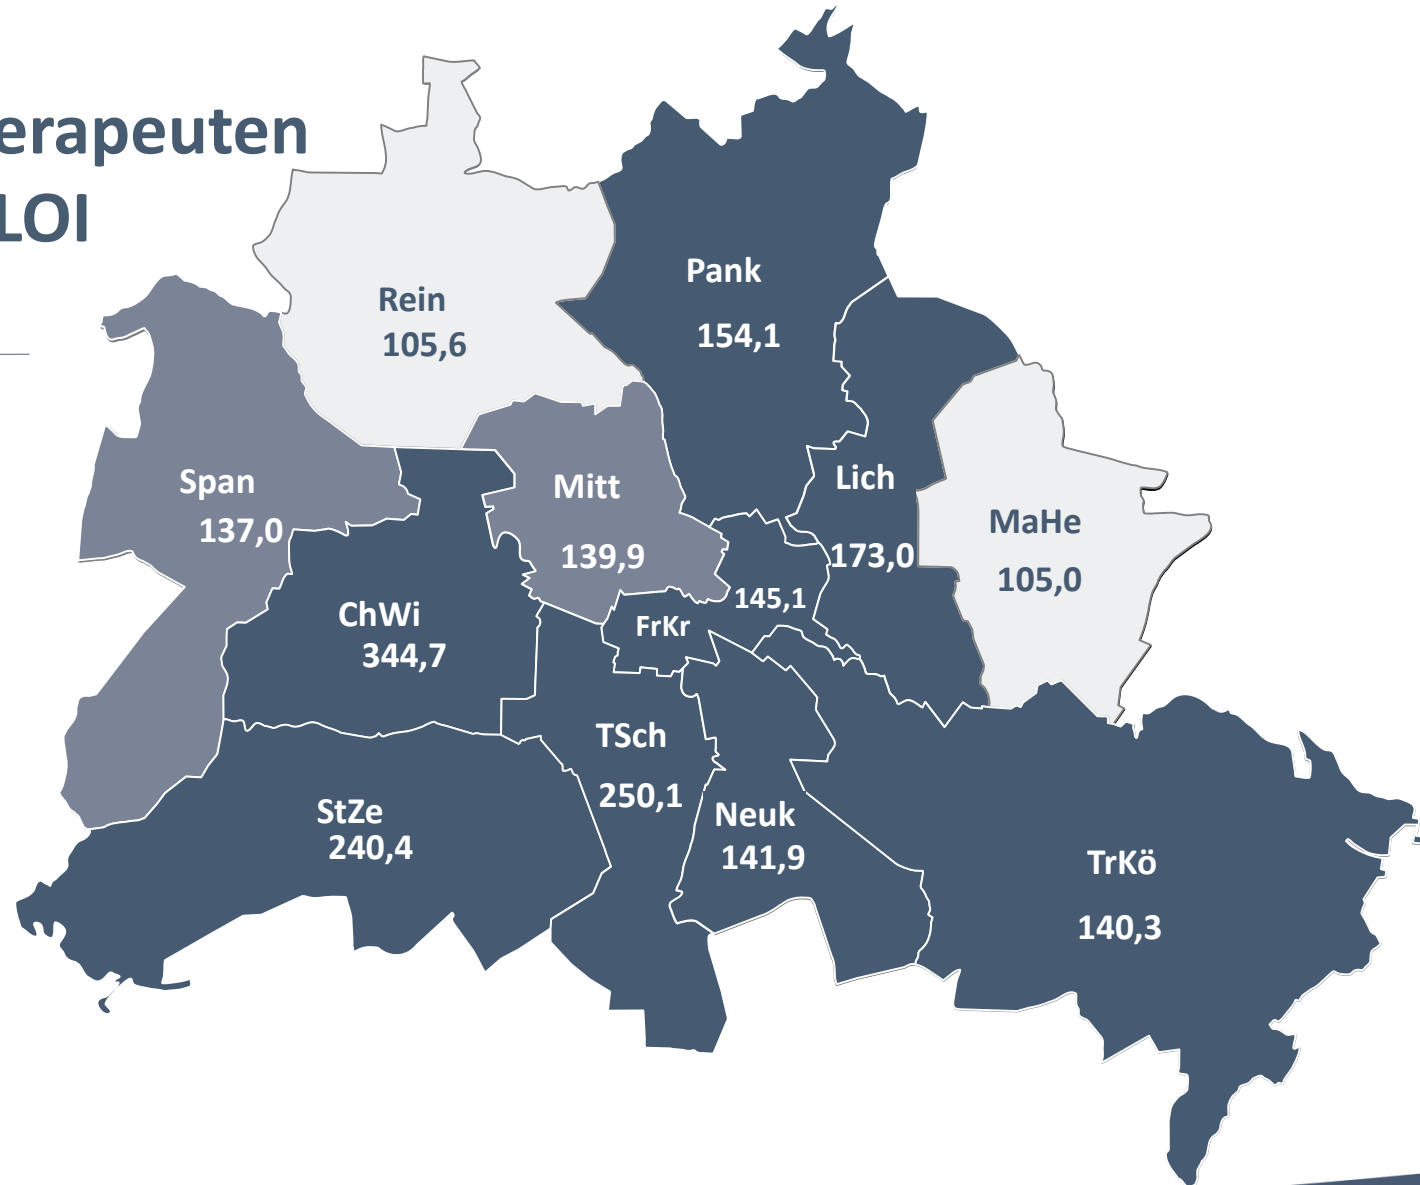 erapeuten
LOI
Pank
154,1
Rein
105,6
Lich
173,0
Span
137,0
Mitt
139,9
MaHe
105,0
145,1
FrKr
ChWi
344,7
TSch
250,1
StZe
240,4
Neuk
141,9
TrKö
140,3